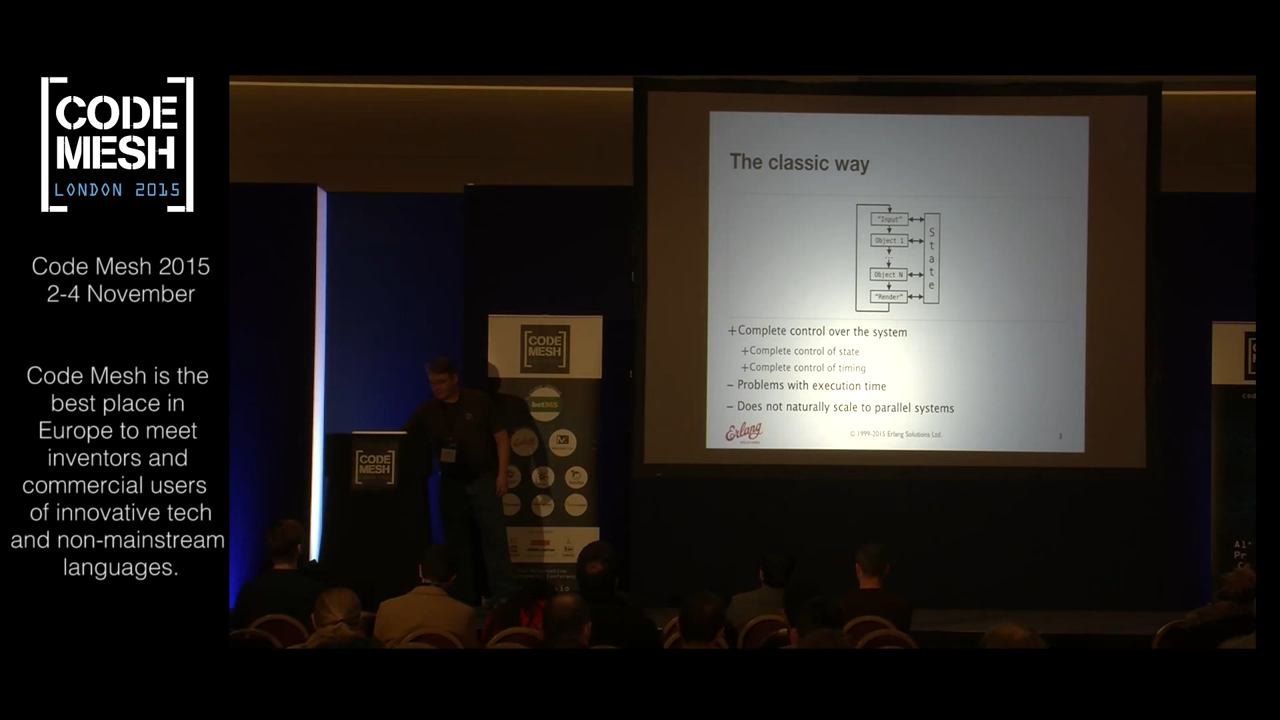 CODE
MESH
LONDON 2015
Code Mesh 2015
2-4 November
Code Mesh is the
best place in
Europe to meet
inventors and
commercial users
of innovative tech
and non-mainstream
languages.
The classic way
"Input"
Object 1
...
Object N
"Render"
State
+Complete control over the system
+Complete control of state
+Complete control of timing
– Problems with execution time
– Does not naturally scale to parallel systems
Erlang
© 1999-2015 Erlang Solutions Ltd.
3
CODE
MESH
bet365
CODE
MESH